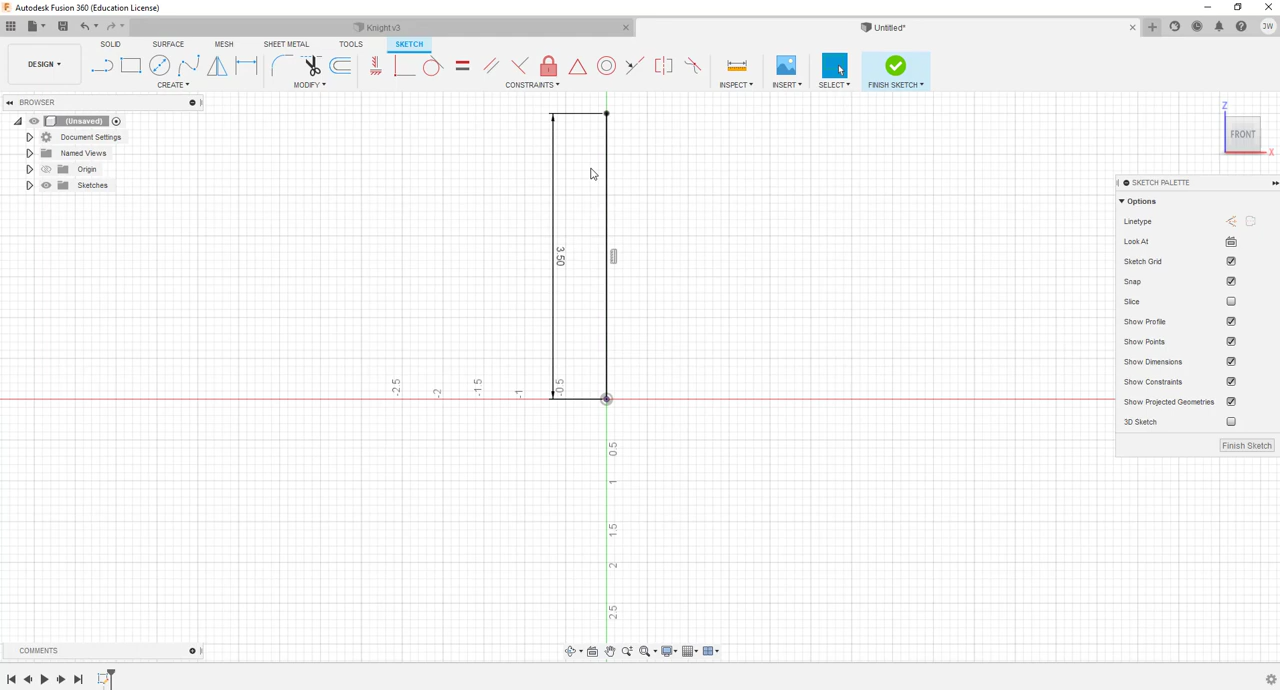 Autodesk Fusion 360 (Education License)
Knight v3
Untitled*
JW
DESIGN
SOLID
SURFACE
MESH
SHEET METAL
TOOLS
SKETCH
CREATE
MODIFY
CONSTRAINTS
INSPECT
INSERT
SELECT
FINISH SKETCH
BROWSER
(Unsaved)
Document Settings
Named Views
Origin
Sketches
Z
FRONT
X
SKETCH PALETTE
Options
Linetype
Look At
Sketch Grid
Snap
Slice
Show Profile
Show Points
Show Dimensions
Show Constraints
Show Projected Geometries
3D Sketch
Finish Sketch
3.50
-2.5
-2
-1.5
-1
-0.5
0.5
1
1.5
2
2.5
COMMENTS